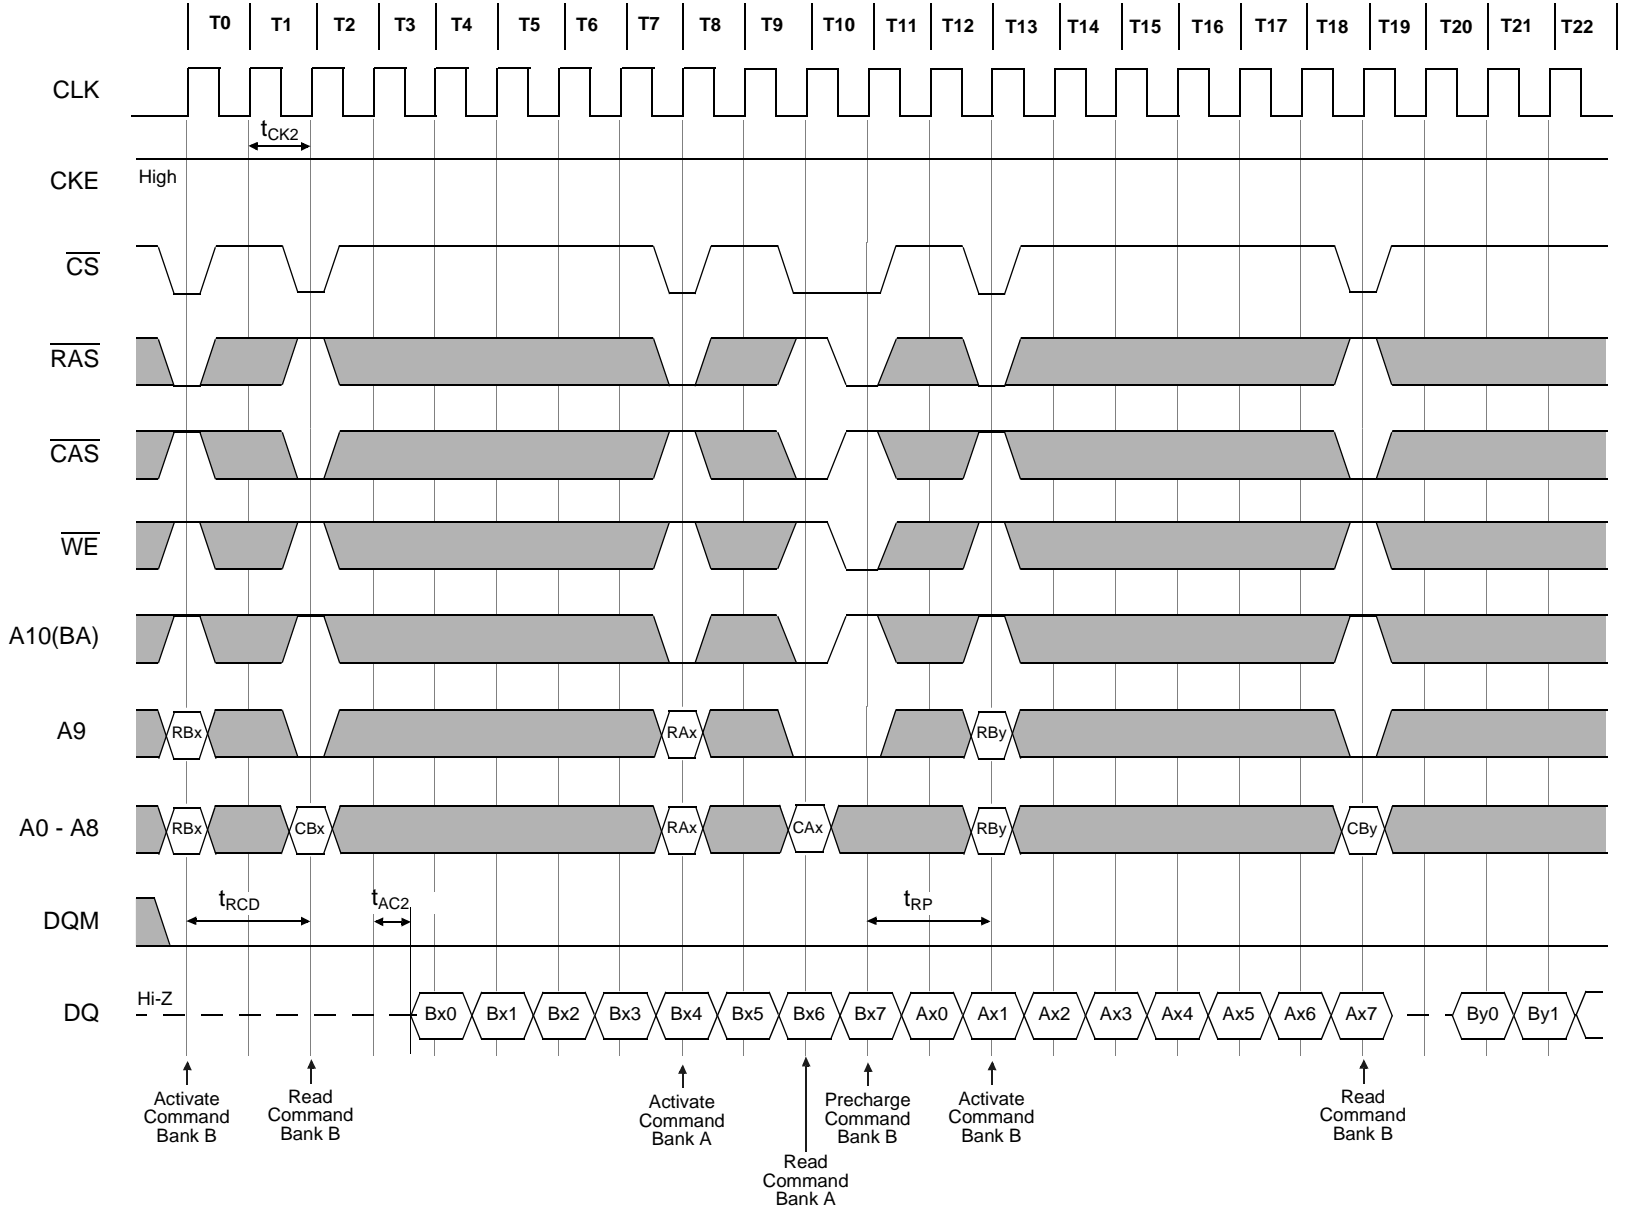 T0 T1 T2 T3 T4 T5 T6 T7 T8 T9 T10 T11 T12 T13 T14 T15 T16 T17 T18 T19 T20 T21 T22
CLK
tCK2
CKE
High
CS
RAS
CAS
WE
A10(BA)
A9
RBx RAx RBy
A0 - A8
RBx CBx RAx CAx RBy CBy
DQM
tRCD tAC2 tRP
DQ
Hi-Z
Bx0 Bx1 Bx2 Bx3 Bx4 Bx5 Bx6 Bx7 Ax0 Ax1 Ax2 Ax3 Ax4 Ax5 Ax6 Ax7 By0 By1
Activate
Command
Bank B
Read
Command
Bank B
Activate
Command
Bank A
Read
Command
Bank A
Precharge
Command
Bank B
Activate
Command
Bank B
Read
Command
Bank B